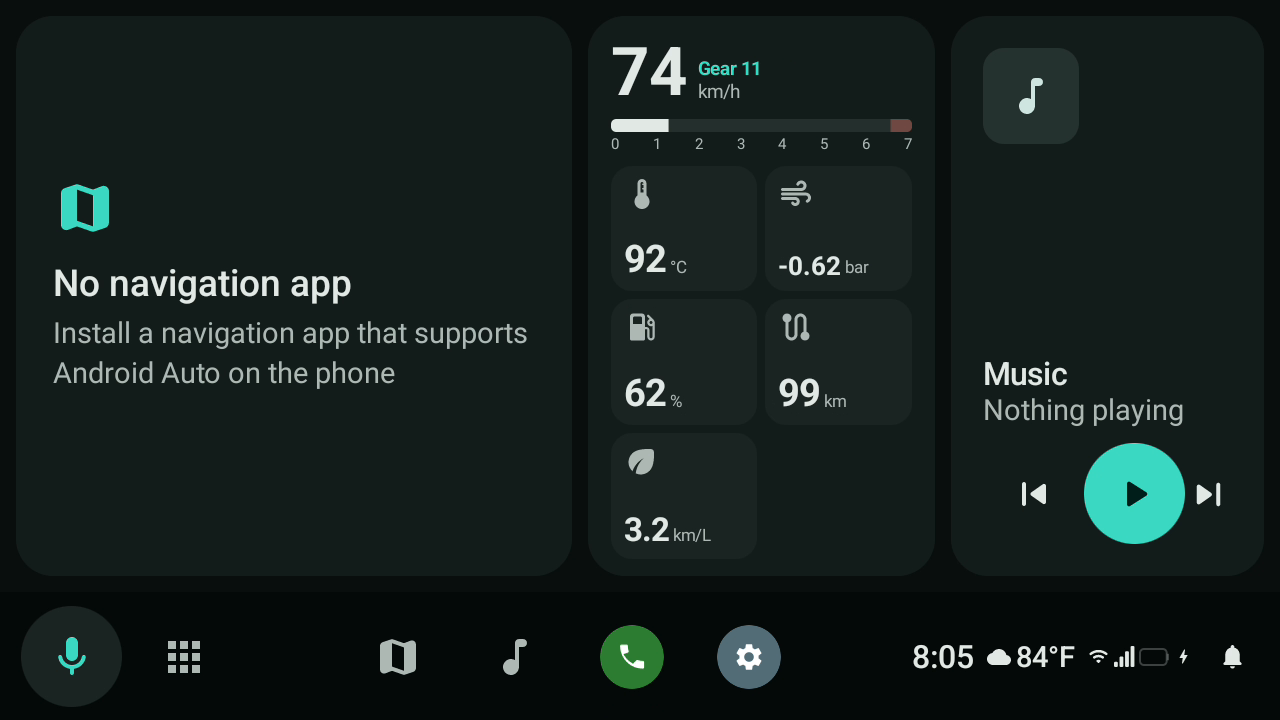 No navigation app
Install a navigation app that supports
Android Auto on the phone
74 Gear 11
km/h
0 1 2 3 4 5 6 7
92 °C
-0.62 bar
62 %
99 km
3.2 km/L
Music
Nothing playing
8:05 84°F